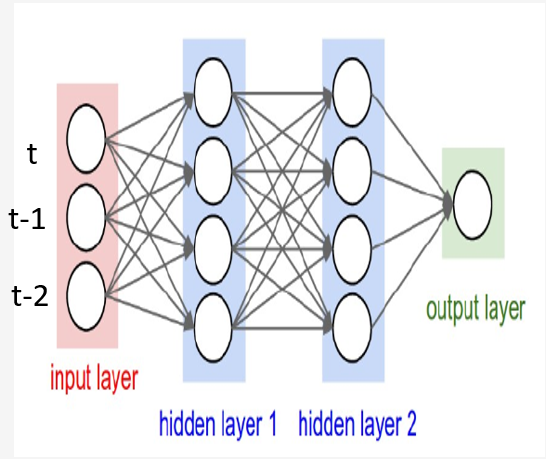 t
t-1
t-2
input layer
output layer
hidden layer 1
hidden layer 2